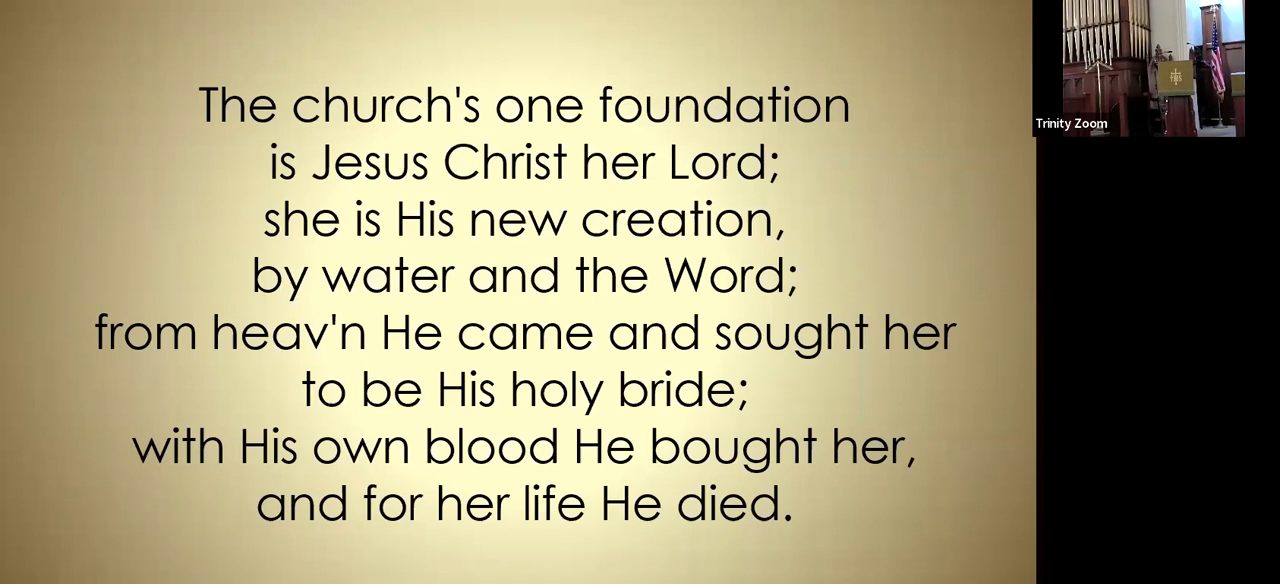 The church's one foundation
is Jesus Christ her Lord;
she is His new creation,
by water and the Word;
from heav'n He came and sought her
to be His holy bride;
with His own blood He bought her,
and for her life He died.
Trinity Zoom